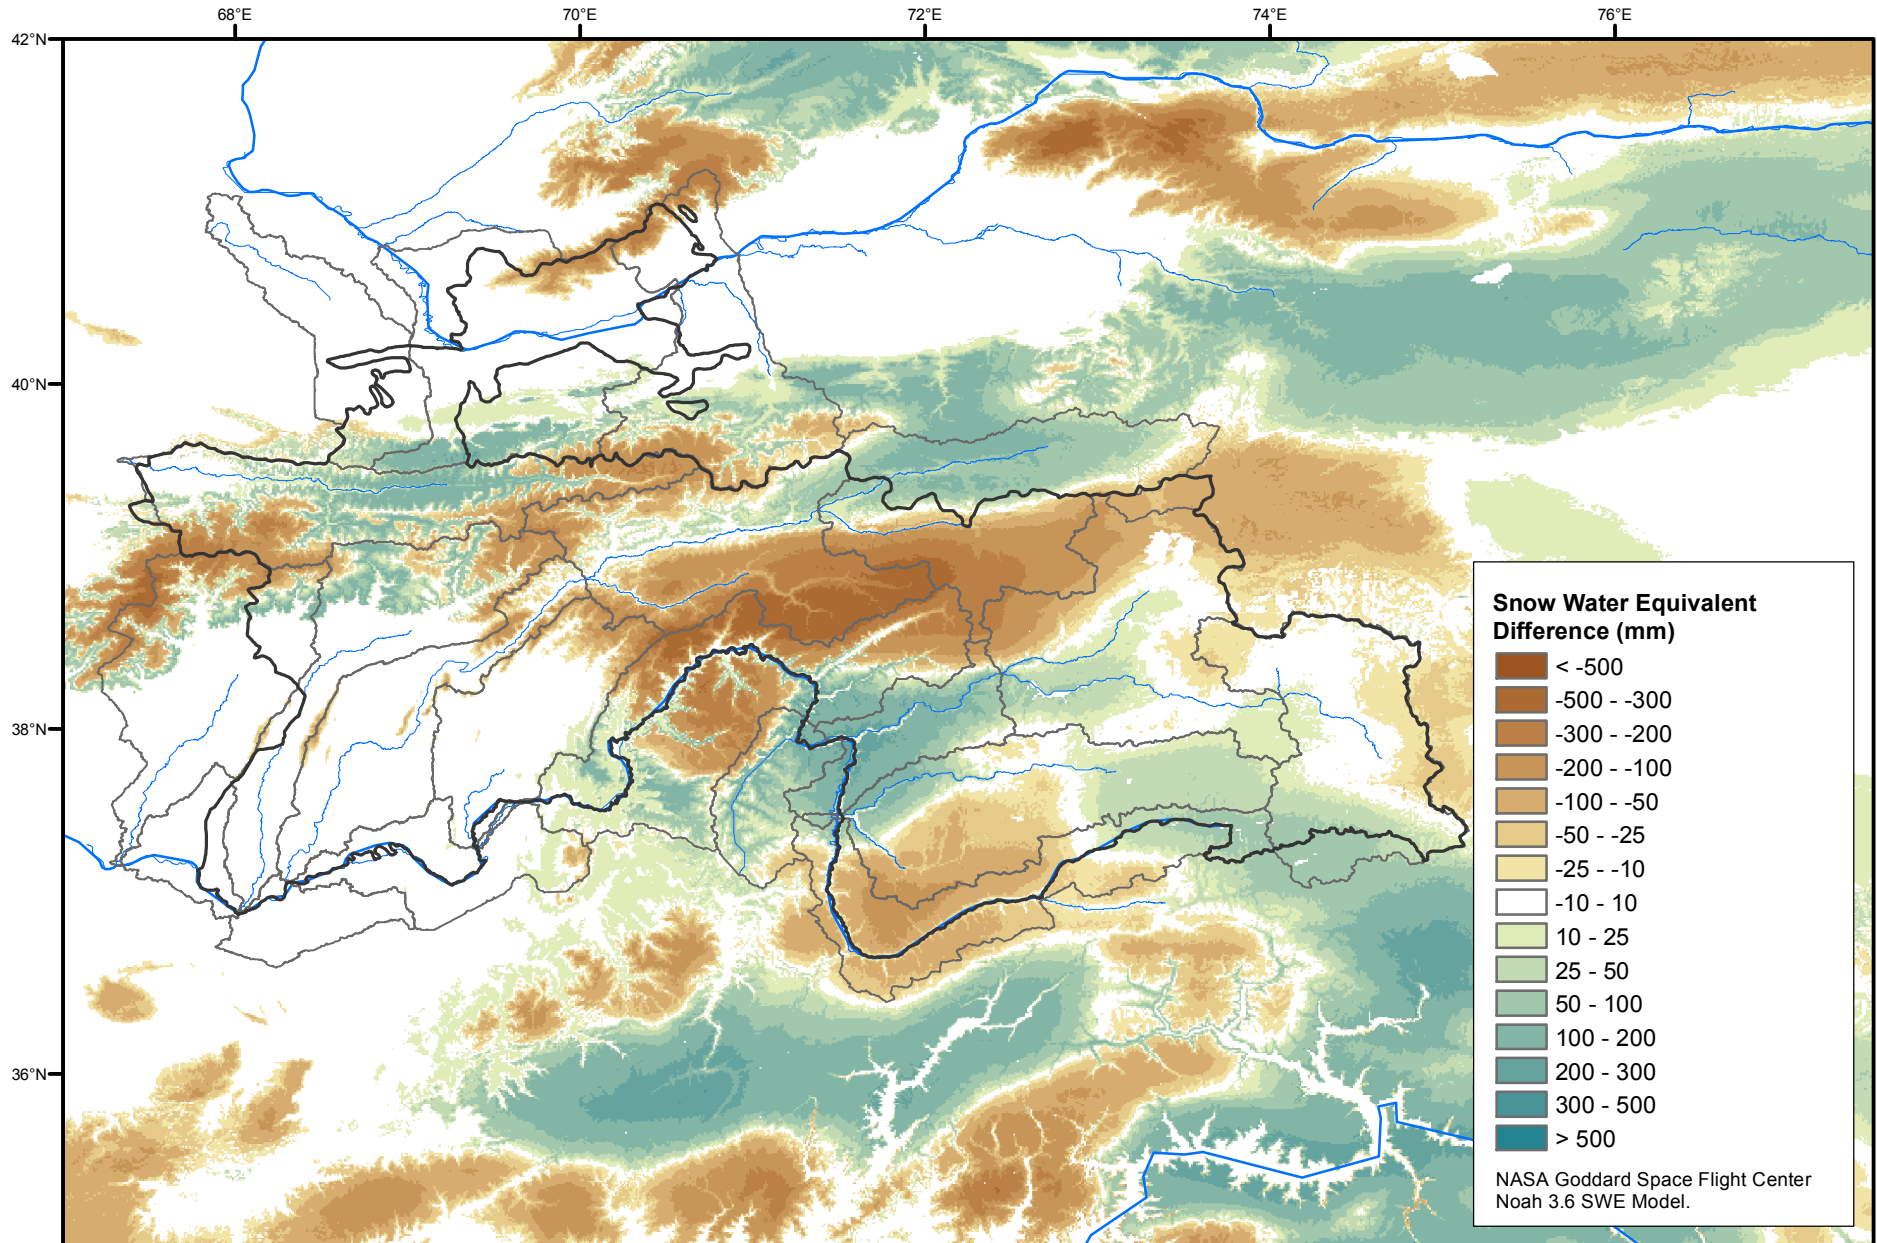 68°E 70°E 72°E 74°E 76°E
42°N
40°N
38°N
36°N
Snow Water Equivalent
Difference (mm)
< -500
-500 - -300
-300 - -200
-200 - -100
-100 - -50
-50 - -25
-25 - -10
-10 - 10
10 - 25
25 - 50
50 - 100
100 - 200
200 - 300
300 - 500
> 500
NASA Goddard Space Flight Center
Noah 3.6 SWE Model.